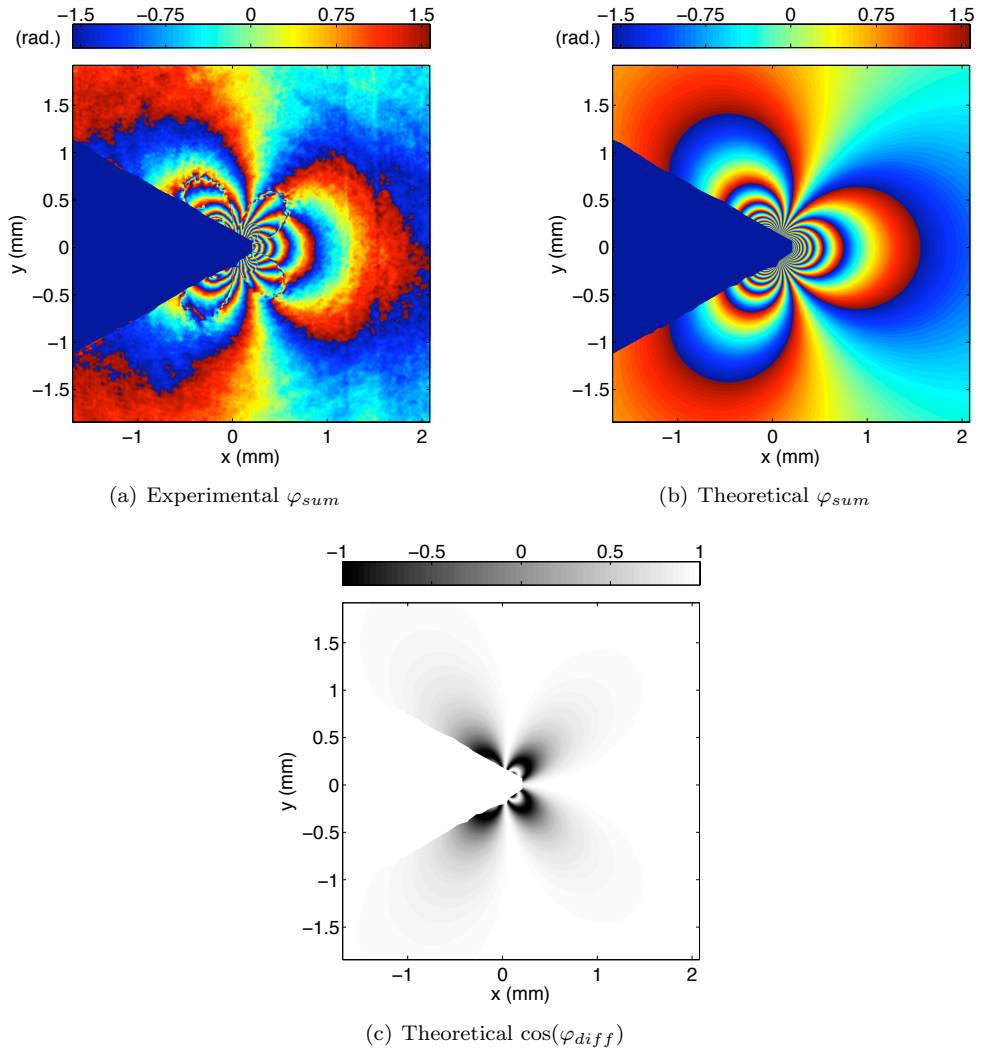 −1.5 −0.75 0 0.75 1.5
(rad.)
1.5
1
0.5
0
−0.5
−1
−1.5
y (mm)
−1 0 1 2
x (mm)
(a) Experimental φsum
−1.5 −0.75 0 0.75 1.5
(rad.)
1.5
1
0.5
0
−0.5
−1
−1.5
y (mm)
−1 0 1 2
x (mm)
(b) Theoretical φsum
−1 −0.5 0 0.5 1
1.5
1
0.5
0
−0.5
−1
−1.5
y (mm)
−1 0 1 2
x (mm)
(c) Theoretical cos(φdiff)